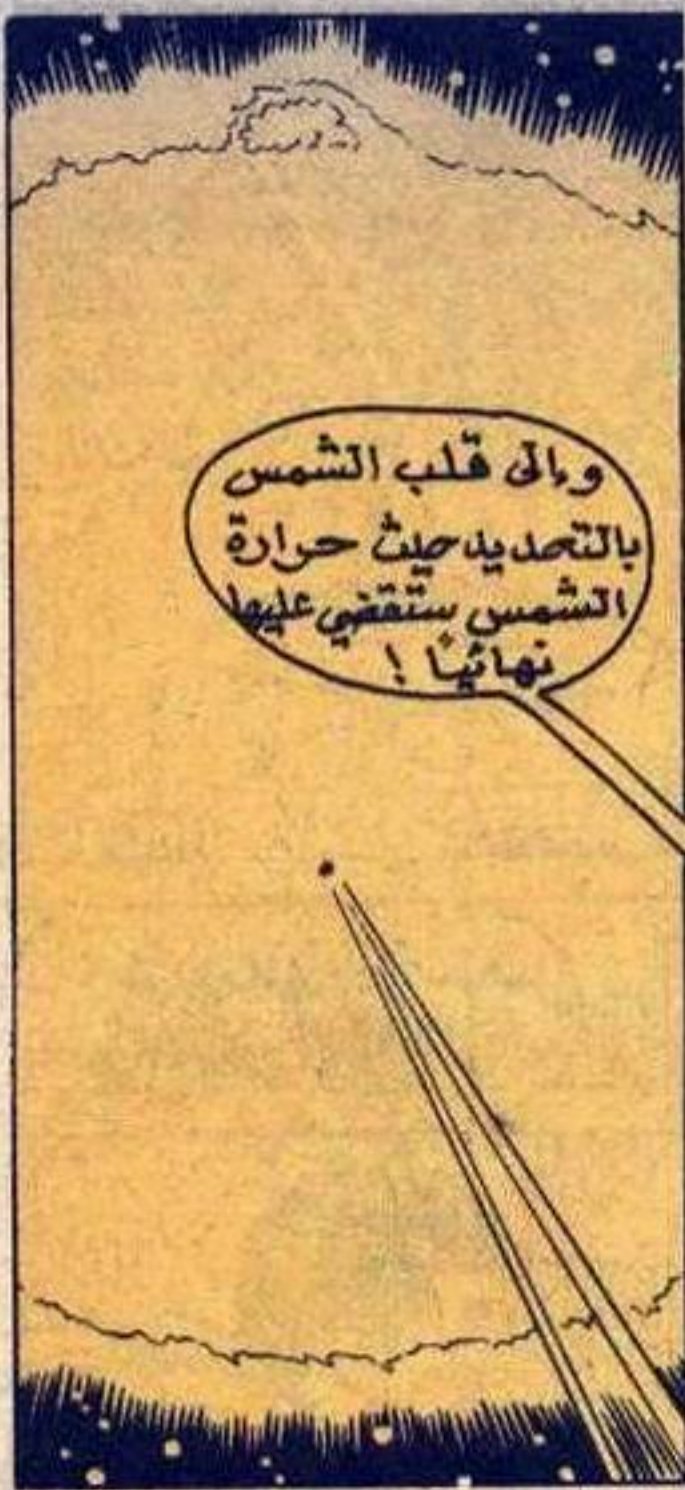 وإلى قلب الشمس
بالتحديد حيث حرارة
الشمس ستقضي عليها
نهائيًا !